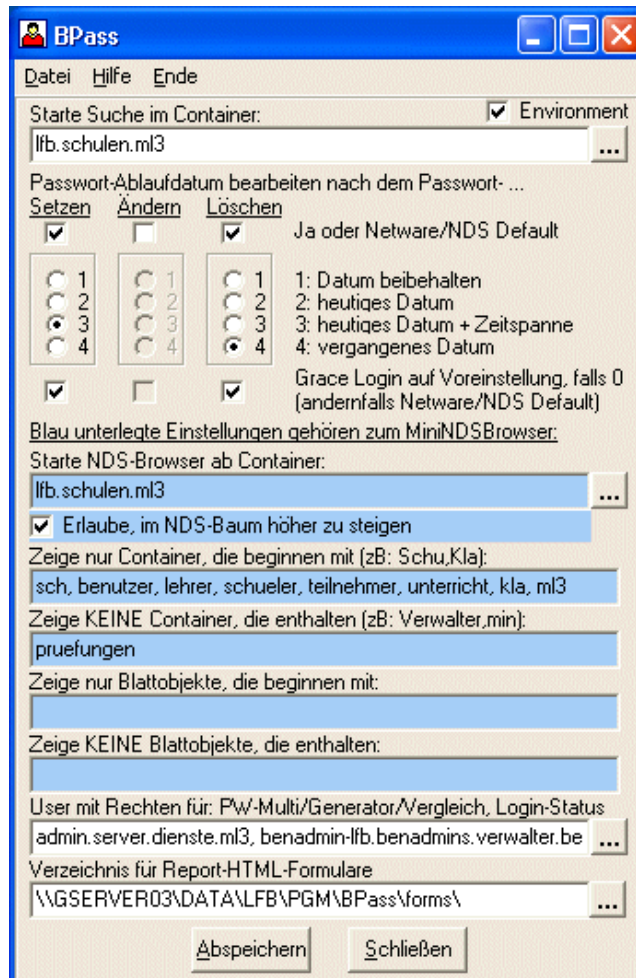 BPass
Datei Hilfe Ende
Starte Suche im Container: Environment
lfb.schulen.ml3 ...
Passwort-Ablaufdatum bearbeiten nach dem Passwort- ...
Setzen Ändern Löschen
Ja oder Netware/NDS Default
1 1 1 1: Datum beibehalten
2 2 2 2: heutiges Datum
3 3 3 3: heutiges Datum + Zeitspanne
4 4 4 4: vergangenes Datum
Grace Login auf Voreinstellung, falls 0
(andernfalls Netware/NDS Default)
Blau unterlegte Einstellungen gehören zum MiniNDSBrowser:
Starte NDS-Browser ab Container:
lfb.schulen.ml3 ...
Erlaube, im NDS-Baum höher zu steigen
Zeige nur Container, die beginnen mit (zB: Schu,Kla):
sch, benutzer, lehrer, schueler, teilnehmer, unterricht, kla, ml3
Zeige KEINE Container, die enthalten (zB: Verwalter,min):
pruefungen
Zeige nur Blattobjekte, die beginnen mit:
Zeige KEINE Blattobjekte, die enthalten:
User mit Rechten für: PW-Multi/Generator/Vergleich, Login-Status
admin.server.dienste.ml3, benadmin-lfb.benadmins.verwalter.be ...
Verzeichnis für Report-HTML-Formulare
\\GSERVER03\DATA\LFB\PGM\BPass\forms\ ...
Abspeichern Schließen